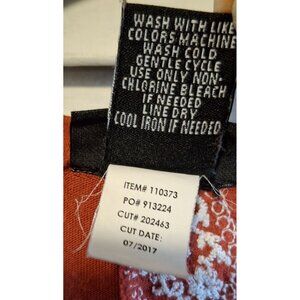 WASH WITH LIKE
COLORS MACHINE
WASH COLD
GENTLE CYCLE
USE ONLY NON-
CHLORINE BLEACH
IF NEEDED
LINE DRY
COOL IRON IF NEEDED
ITEM# 110373
PO# 913224
CUT# 202463
CUT DATE:
07/2017